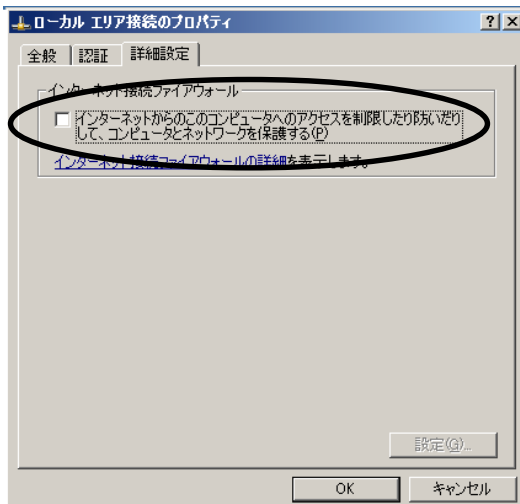 ローカル エリア接続のプロパティ
全般 認証 詳細設定
インターネット接続ファイアウォール
インターネットからのこのコンピュータへのアクセスを制限したり防いだり
して、コンピュータとネットワークを保護する(P)
インターネット接続ファイアウォールの詳細を表示します。
設定(G)...
OK キャンセル